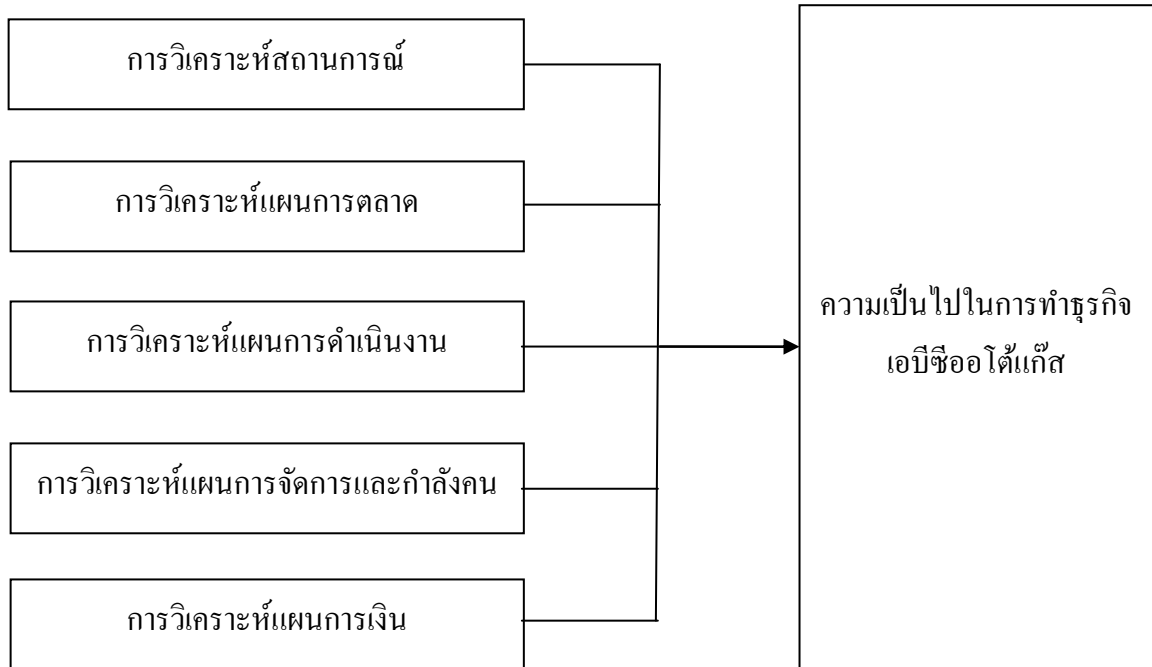 การวิเคราะห์สถานการณ์
การวิเคราะห์แผนการตลาด
การวิเคราะห์แผนการดำเนินงาน
การวิเคราะห์แผนการจัดการและกำลังคน
การวิเคราะห์แผนการเงิน
ความเป็นไปในการทำธุรกิจ
เอบีซีออโต้แก๊ส